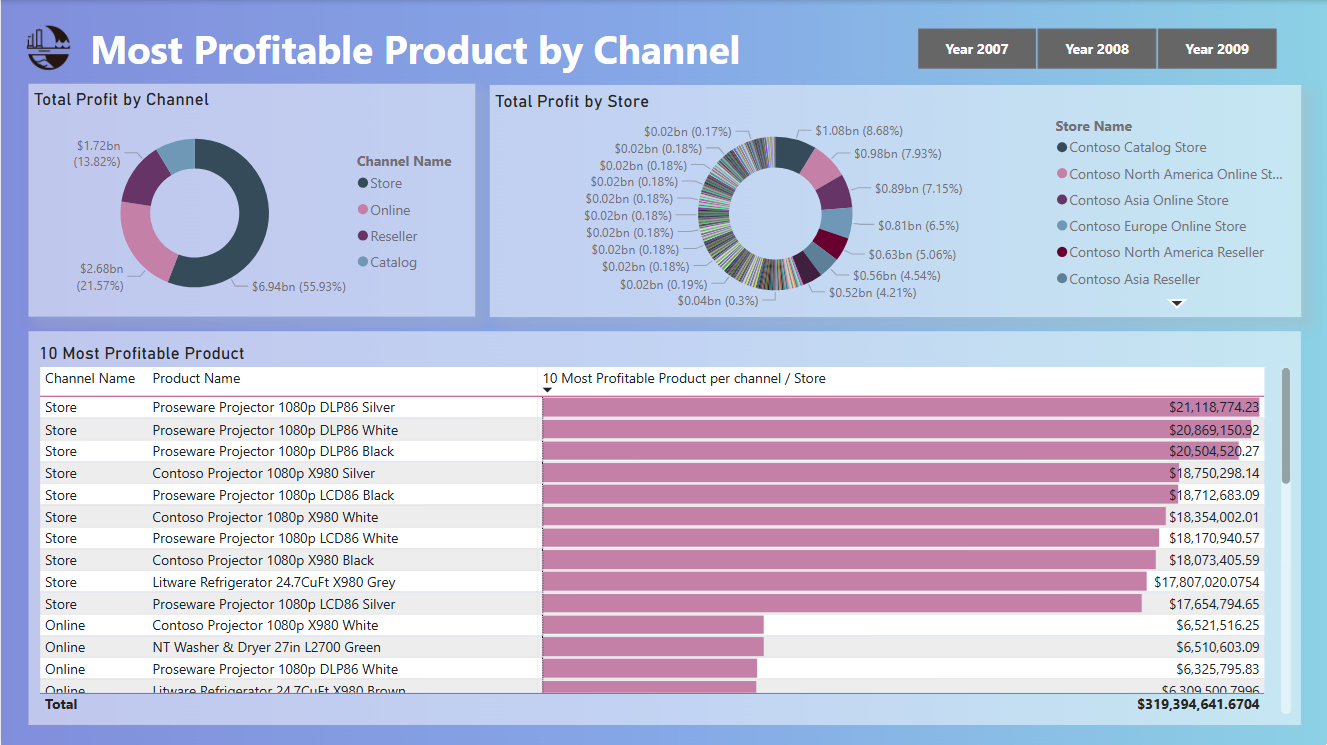 Most Profitable Product by Channel
Year 2007
Year 2008
Year 2009
Total Profit by Channel
$1.72bn
(13.82%)
$2.68bn
(21.57%)
$6.94bn (55.93%)
Channel Name
Store
Online
Reseller
Catalog
Total Profit by Store
$1.08bn (8.68%)
$0.98bn (7.93%)
$0.89bn (7.15%)
$0.81bn (6.5%)
$0.63bn (5.06%)
$0.56bn (4.54%)
$0.52bn (4.21%)
$0.04bn (0.3%)
$0.02bn (0.19%)
$0.02bn (0.18%)
$0.02bn (0.18%)
$0.02bn (0.18%)
$0.02bn (0.18%)
$0.02bn (0.18%)
$0.02bn (0.18%)
$0.02bn (0.18%)
$0.02bn (0.18%)
$0.02bn (0.17%)
Store Name
Contoso Catalog Store
Contoso North America Online St...
Contoso Asia Online Store
Contoso Europe Online Store
Contoso North America Reseller
Contoso Asia Reseller
10 Most Profitable Product
Channel Name Product Name 10 Most Profitable Product per channel / Store
Store Proseware Projector 1080p DLP86 Silver $21,118,774.23
Store Proseware Projector 1080p DLP86 White $20,869,150.92
Store Proseware Projector 1080p DLP86 Black $20,504,520.27
Store Contoso Projector 1080p X980 Silver $18,750,298.14
Store Proseware Projector 1080p LCD86 Black $18,712,683.09
Store Contoso Projector 1080p X980 White $18,354,002.01
Store Proseware Projector 1080p LCD86 White $18,170,940.57
Store Contoso Projector 1080p X980 Black $18,073,405.59
Store Litware Refrigerator 24.7CuFt X980 Grey $17,807,020.0754
Store Proseware Projector 1080p LCD86 Silver $17,654,794.65
Online Contoso Projector 1080p X980 White $6,521,516.25
Online NT Washer & Dryer 27in L2700 Green $6,510,603.09
Online Proseware Projector 1080p DLP86 White $6,325,795.83
Online Litware Refrigerator 24.7CuFt X980 Brown $6,309,500.7996
Total $319,394,641.6704